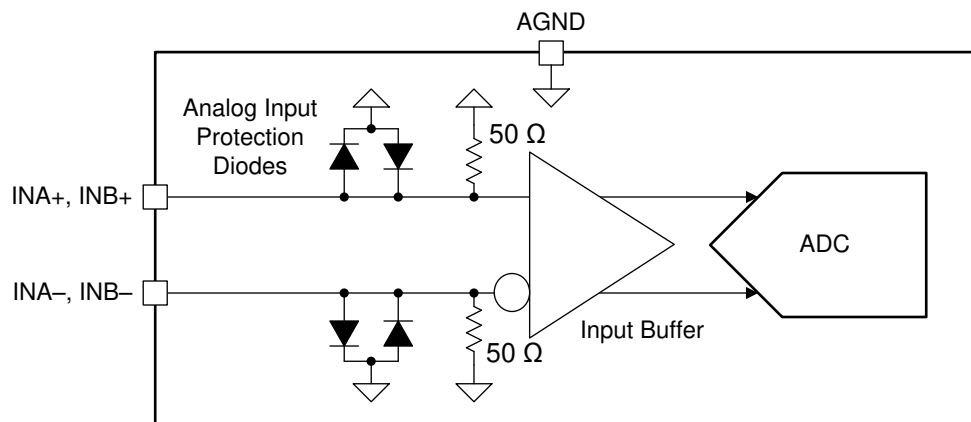 AGND
Analog Input
Protection
Diodes
50 Ω
INA+, INB+
ADC
INA–, INB–
Input Buffer
50 Ω